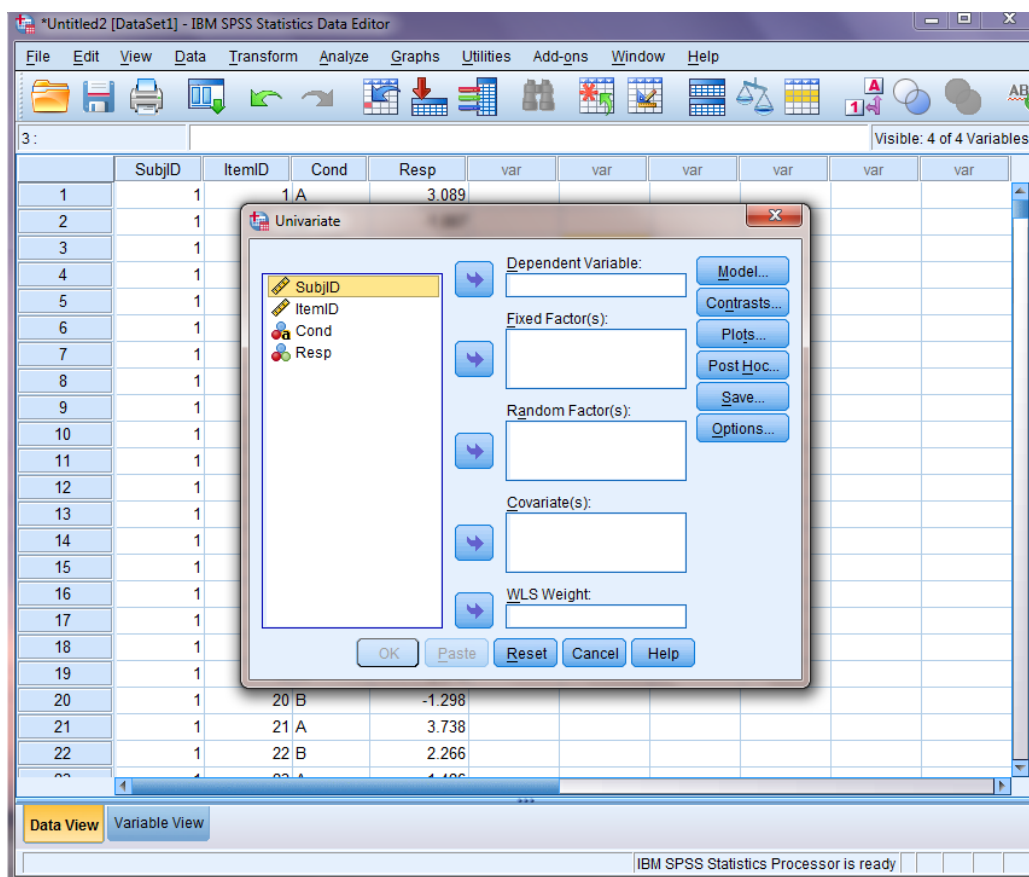 *Untitled2 [DataSet1] - IBM SPSS Statistics Data Editor
File Edit View Data Transform Analyze Graphs Utilities Add-ons Window Help
A
1
AB
3 :
Visible: 4 of 4 Variables
SubjID ItemID Cond Resp var var var var var var
1 1 1 A 3.089
2 1
3 1
4 1
5 1
6 1
7 1
8 1
9 1
10 1
11 1
12 1
13 1
14 1
15 1
16 1
17 1
18 1
19 1
20 1 20 B -1.298
21 1 21 A 3.738
22 1 22 B 2.266
Univariate
SubjID
ItemID
a Cond
Resp
Dependent Variable:
Fixed Factor(s):
Random Factor(s):
Covariate(s):
WLS Weight:
Model...
Contrasts...
Plots...
Post Hoc...
Save...
Options...
OK Paste Reset Cancel Help
Data View Variable View
IBM SPSS Statistics Processor is ready